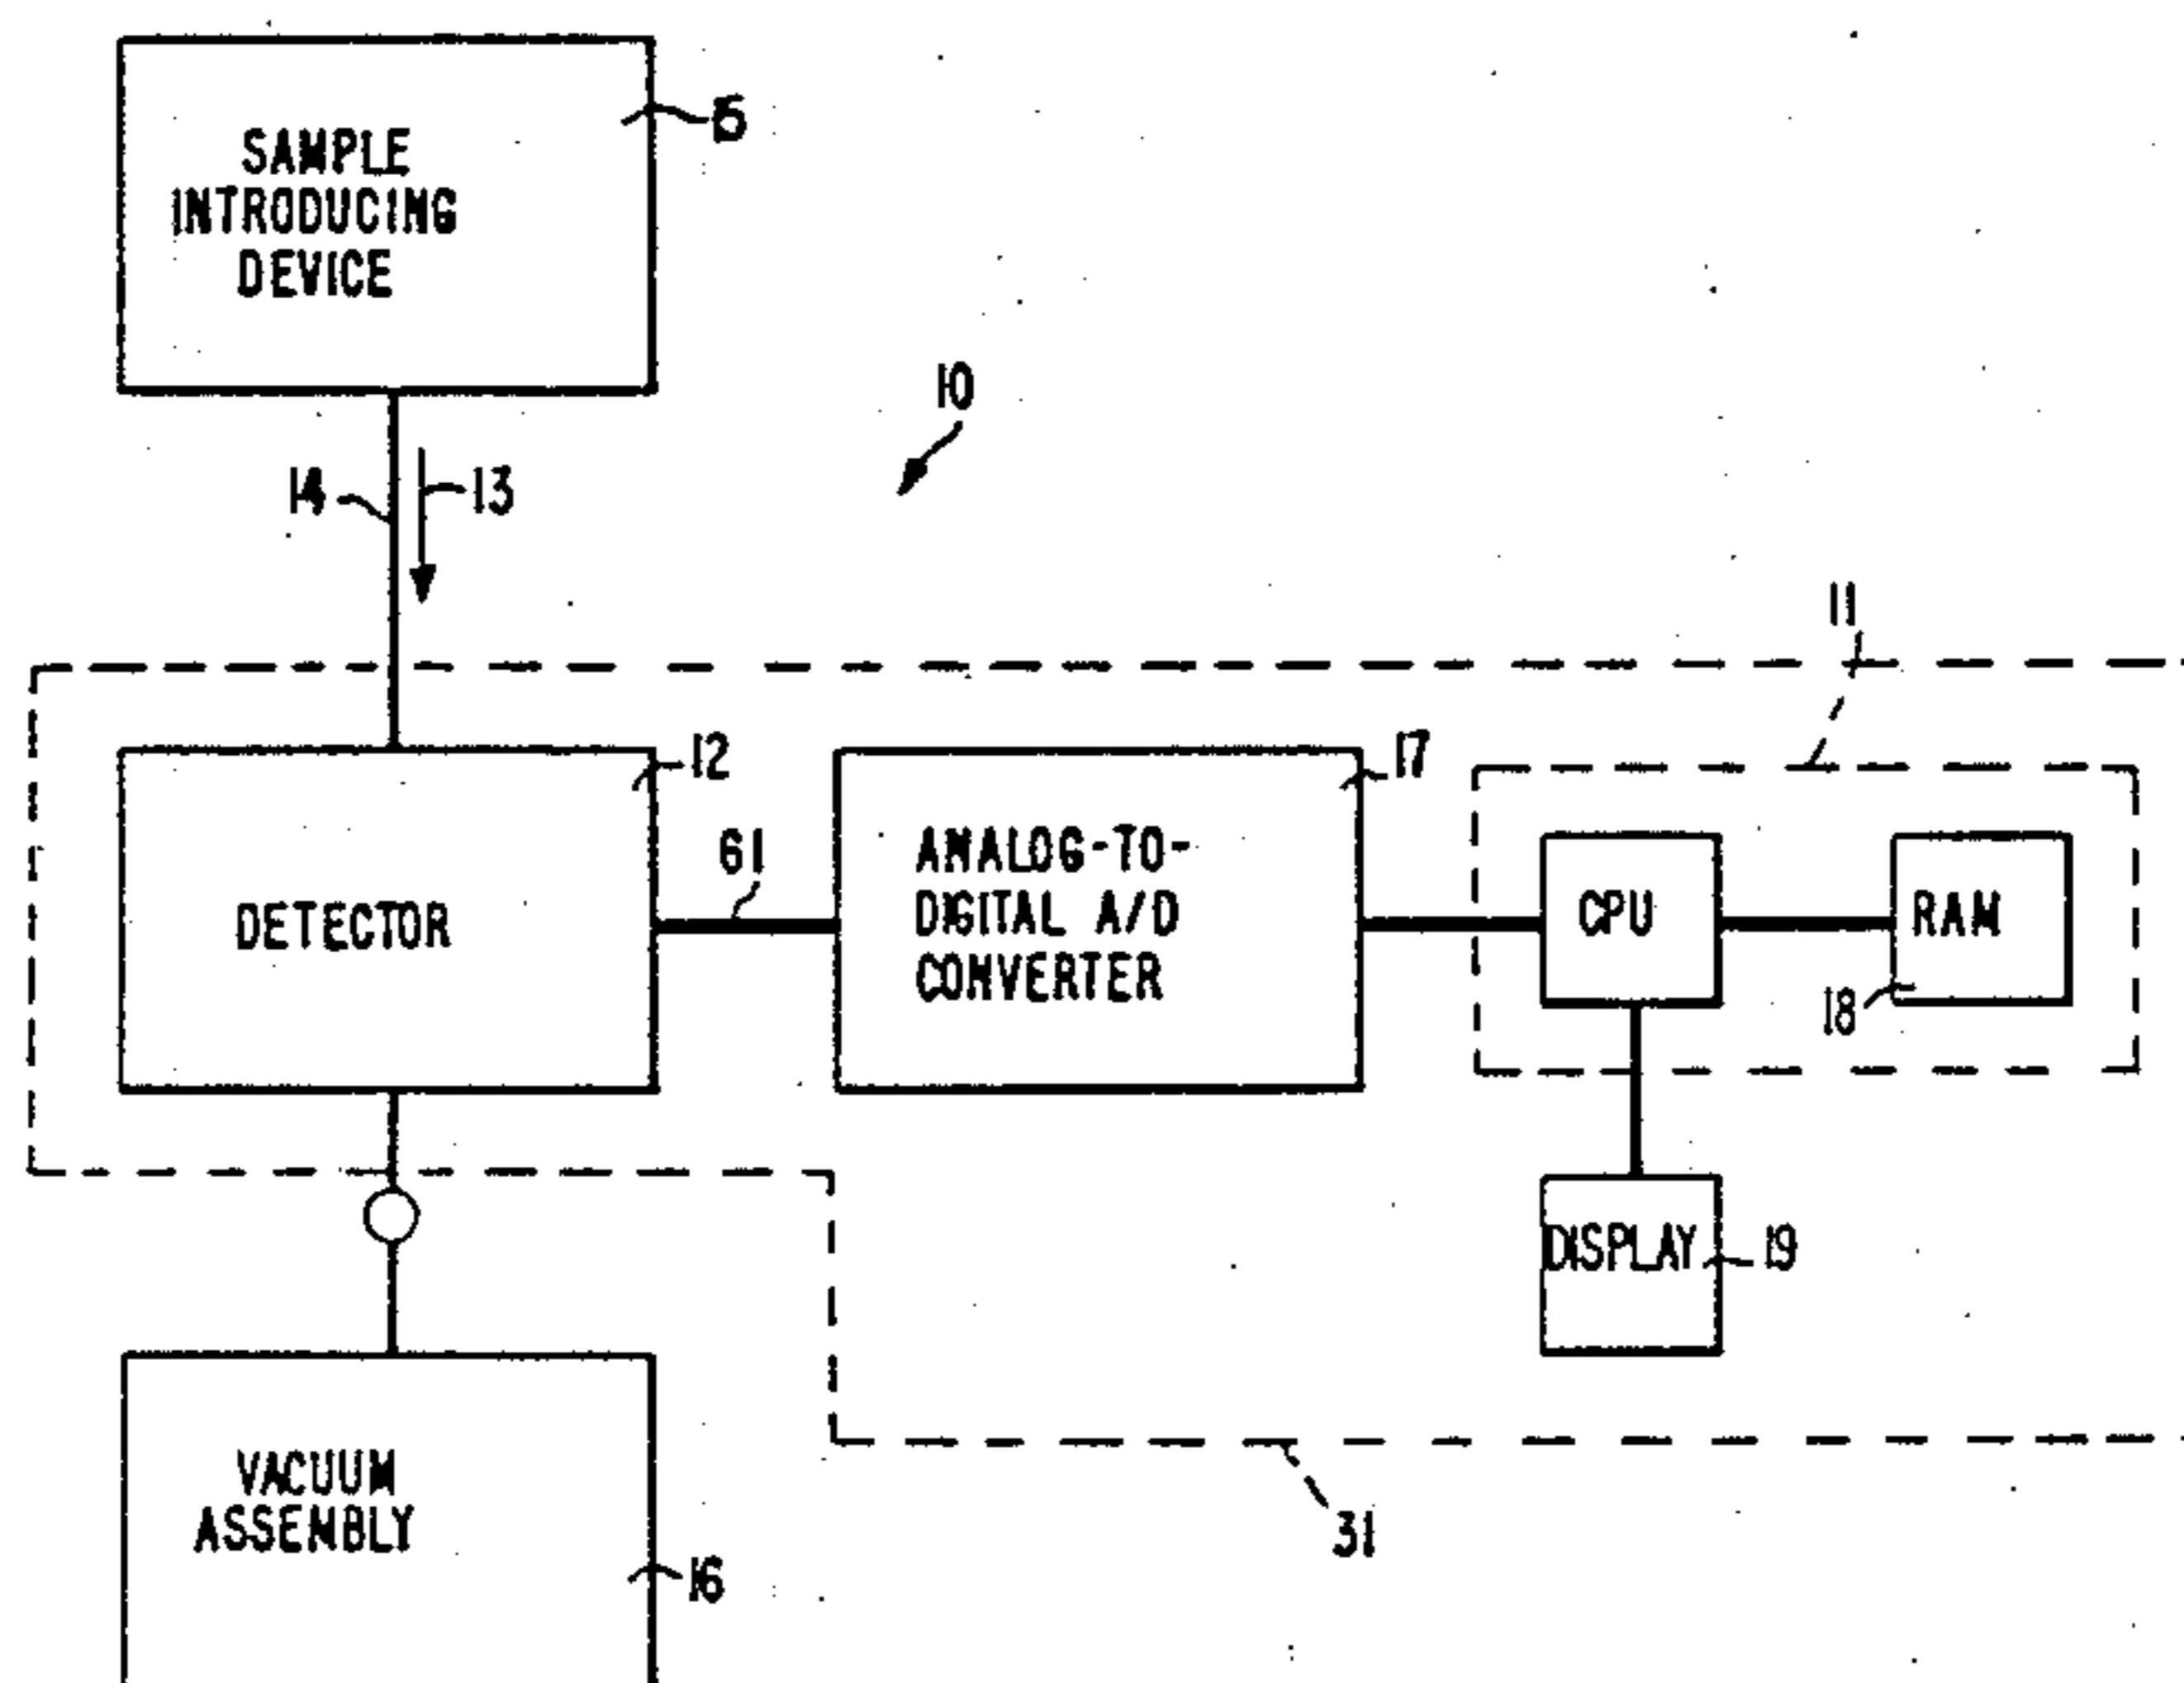 15
SAMPLE
INTRODUCING
DEVICE
10
14
13
11
12
17
61
ANALOG-TO-
DIGITAL A/D
CONVERTER
DETECTOR
CPU
RAM
18
DISPLAY
19
VACUUM
ASSEMBLY
31
16